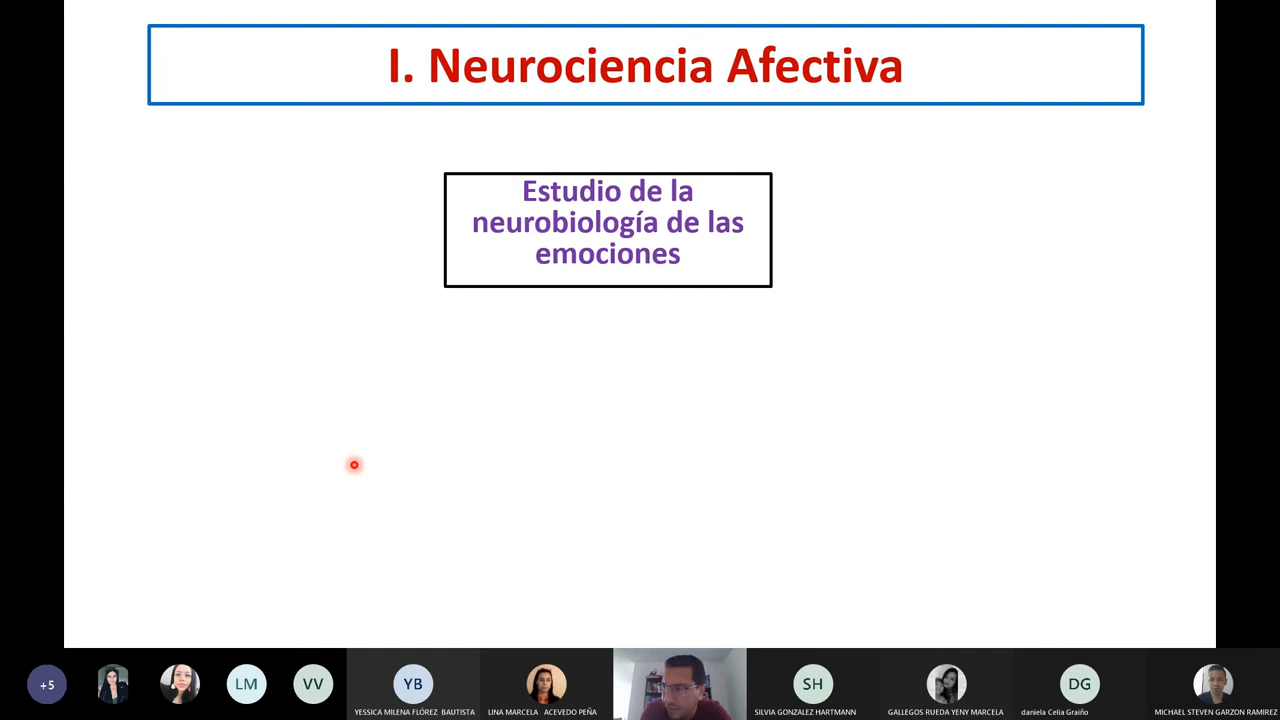 I. Neurociencia Afectiva
Estudio de la
neurobiología de las
emociones
+5
LM
VV
YB
YESSICA MILENA FLÓREZ BAUTISTA
LINA MARCELA ACEVEDO PEÑA
SH
SILVIA GONZALEZ HARTMANN
GALLEGOS RUEDA YENY MARCELA
DG
daniela Celia Graiño
MICHAEL STEVEN GARZON RAMIREZ